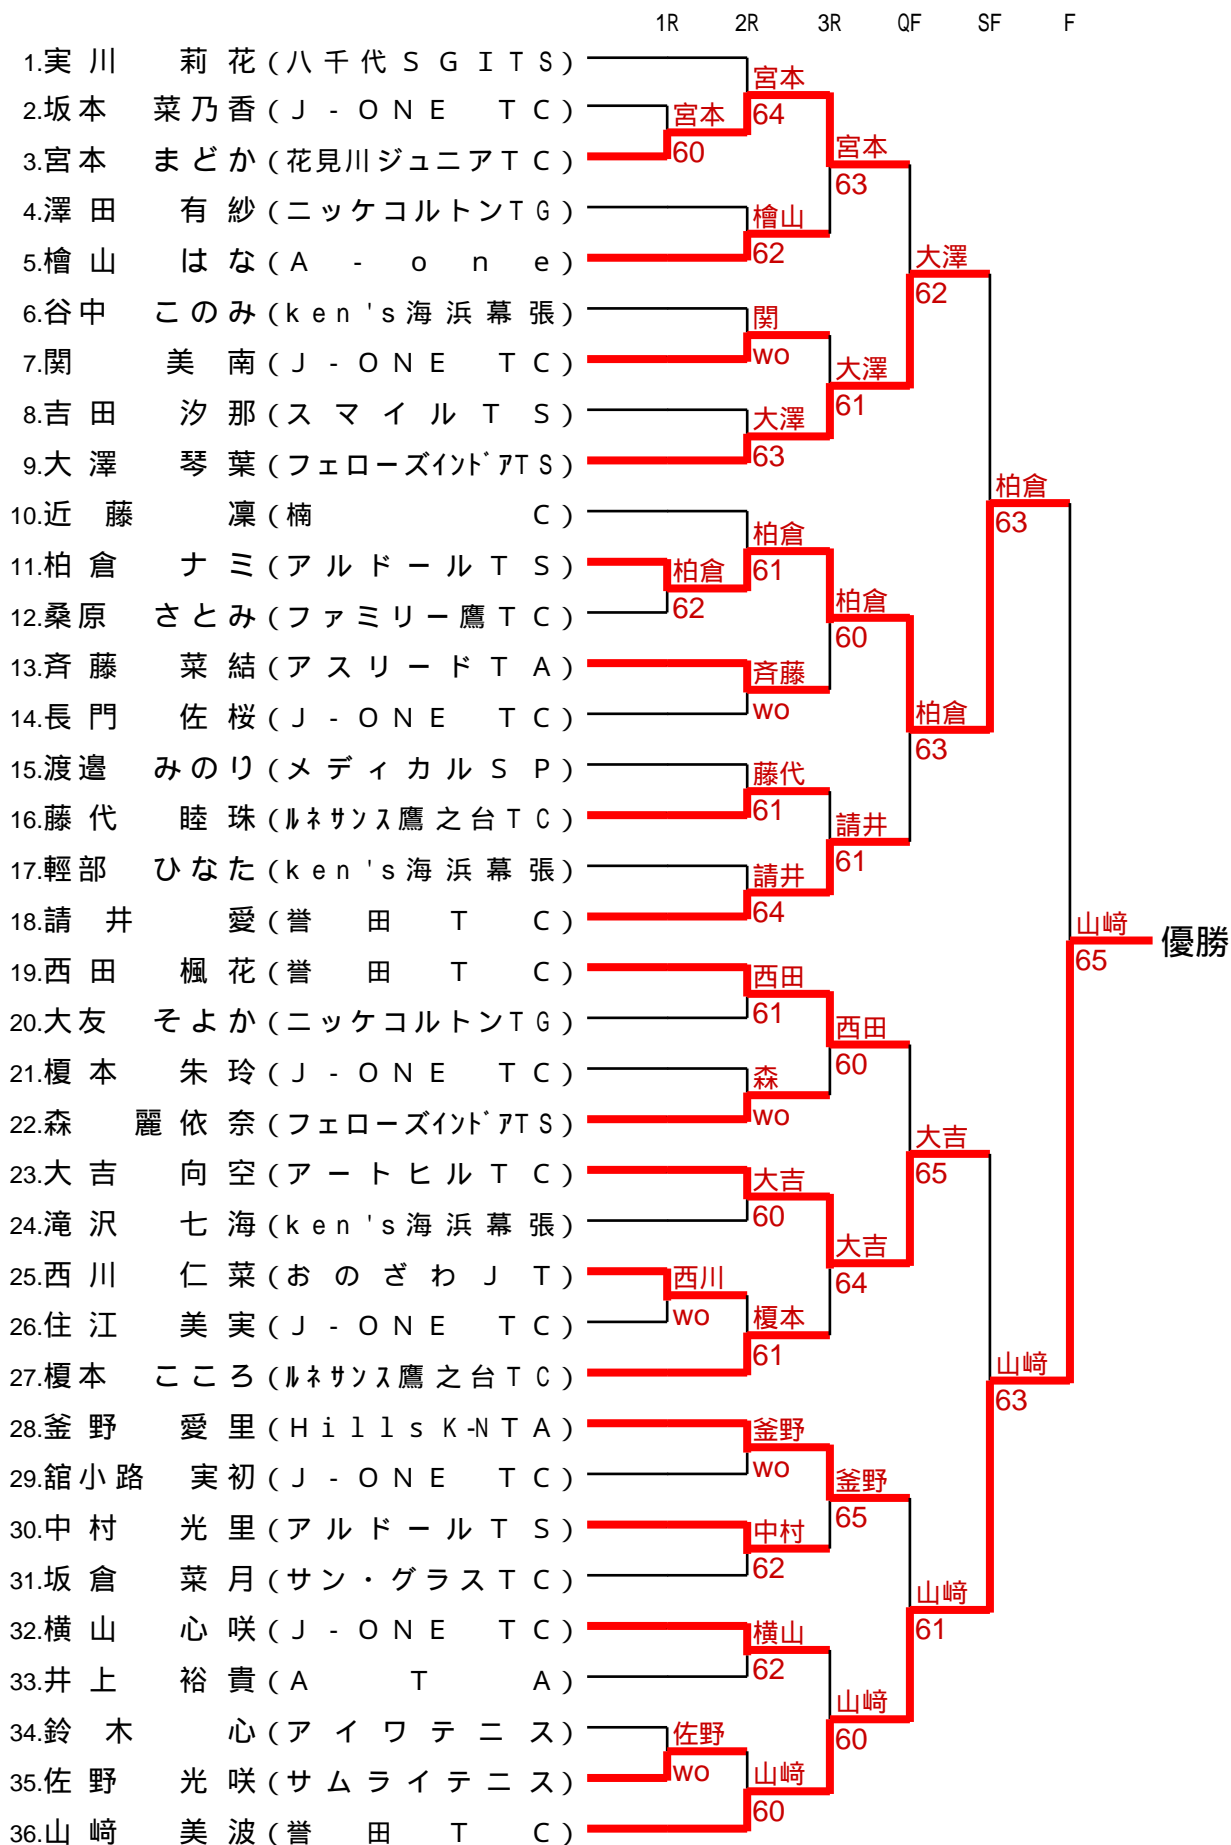 1R 2R 3R QF SF F
1.実川 莉花(八千代SGITS)
2.坂本 菜乃香(J-ONE TC)
3.宮本 まどか(花見川ジュニアTC)
4.澤田 有紗(ニッケコルトンTG)
5.檜山 はな(A-one)
6.谷中 このみ(ken's海浜幕張)
7.関 美南(J-ONE TC)
8.吉田 汐那(スマイルTS)
9.大澤 琴葉(フェローズインドアTS)
10.近藤 凜(楠 C)
11.柏倉 ナミ(アルドールTS)
12.桑原 さとみ(ファミリー鷹TC)
13.斉藤 菜結(アスリードTA)
14.長門 佐桜(J-ONE TC)
15.渡邉 みのり(メディカルSP)
16.藤代 睦珠(ルネサンス鷹之台TC)
17.輕部 ひなた(ken's海浜幕張)
18.請井 愛(誉田TC)
19.西田 楓花(誉田TC)
20.大友 そよか(ニッケコルトンTG)
21.榎本 朱玲(J-ONE TC)
22.森 麗依奈(フェローズインドアTS)
23.大吉 向空(アートヒルTC)
24.滝沢 七海(ken's海浜幕張)
25.西川 仁菜(おのざわJT)
26.住江 美実(J-ONE TC)
27.榎本 こころ(ルネサンス鷹之台TC)
28.釜野 愛里(Hills K-NTA)
29.舘小路 実初(J-ONE TC)
30.中村 光里(アルドールTS)
31.坂倉 菜月(サン・グラスTC)
32.横山 心咲(J-ONE TC)
33.井上 裕貴(ATA)
34.鈴木 心(アイワテニス)
35.佐野 光咲(サムライテニス)
36.山﨑 美波(誉田TC)
宮本
60
柏倉
62
西川
wo
佐野
wo
宮本
64
檜山
62
関
wo
大澤
63
柏倉
61
斉藤
wo
藤代
61
請井
64
西田
61
森
wo
大吉
60
榎本
61
釜野
wo
中村
62
横山
62
山﨑
60
宮本
63
大澤
61
柏倉
60
請井
61
西田
60
大吉
64
釜野
65
山﨑
60
大澤
62
柏倉
63
大吉
65
山﨑
61
柏倉
63
山﨑
63
山﨑
65
優勝